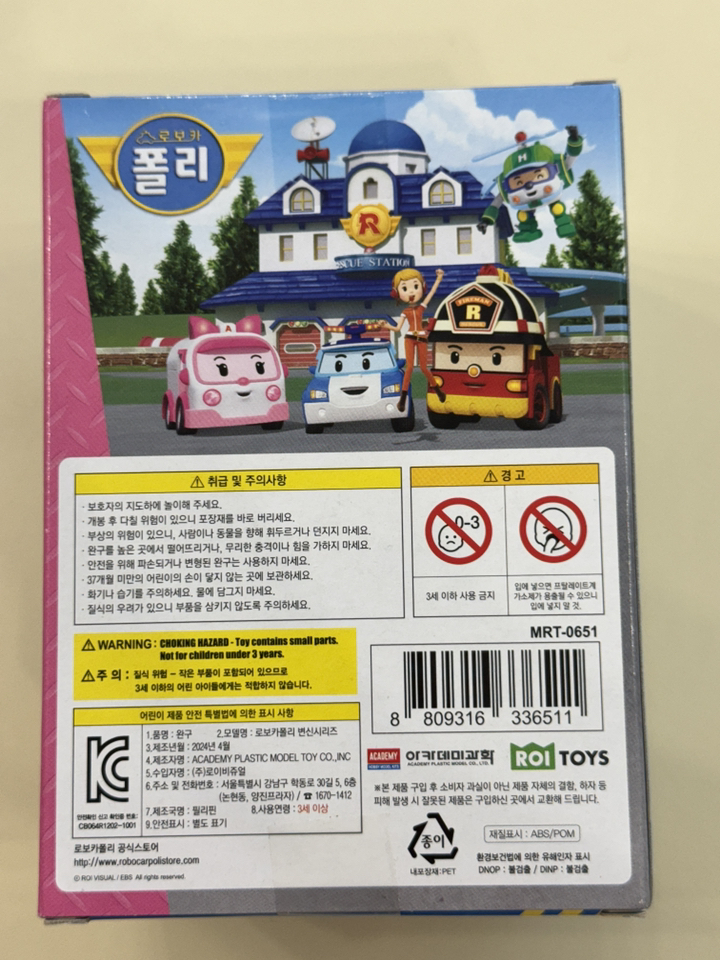 로보카
폴리
H
R
RESCUE STATION
A
FIREMAN
R
⚠ 취급 및 주의사항
· 보호자의 지도하에 놀이해 주세요.
· 개봉 후 다칠 위험이 있으니 포장재를 바로 버리세요.
· 부상의 위험이 있으니, 사람이나 동물을 향해 휘두르거나 던지지 마세요.
· 완구를 높은 곳에서 떨어뜨리거나, 무리한 충격이나 힘을 가하지 마세요.
· 안전을 위해 파손되거나 변형된 완구는 사용하지 마세요.
· 37개월 미만의 어린이의 손이 닿지 않는 곳에 보관하세요.
· 화기나 습기를 주의하세요. 물에 담그지 마세요.
· 질식의 우려가 있으니 부품을 삼키지 않도록 주의하세요.
⚠ 경 고
0-3
3세 이하 사용 금지
입에 넣으면 프탈레이트계
가소제가 용출될 수 있으니
입에 넣지 말 것.
⚠ WARNING : CHOKING HAZARD - Toy contains small parts.
Not for children under 3 years.
⚠ 주 의 : 질식 위험 – 작은 부품이 포함되어 있으므로
3세 이하의 어린 아이들에게는 적합하지 않습니다.
MRT-0651
8 809316 336511
어린이 제품 안전 특별법에 의한 표시 사항
1.품명 : 완구 2.모델명 : 로보카폴리 변신시리즈
3.제조년월 : 2024년 4월
4.제조자명 : ACADEMY PLASTIC MODEL TOY CO.,INC
5.수입자명 : (주)로이비쥬얼
6.주소 및 전화번호 : 서울특별시 강남구 학동로 30길 5, 6층
(논현동, 양진프라자) / ☎ 1670-1412
7.제조국명 : 필리핀 8.사용연령 : 3세 이상
9.안전표시 : 별도 표기
안전확인 신고 확인증 번호:
CB064R1202-1001
ACADEMY
아카데미과학
ACADEMY PLASTIC MODEL CO., LTD.
ROI TOYS
※본 제품 구입 후 소비자 과실이 아닌 제품 자체의 결함, 하자 등
피해 발생 시 잘못된 제품은 구입하신 곳에서 교환해 드립니다.
종이
내포장재:PET
재질표시 : ABS/POM
환경보건법에 의한 유해인자 표시
DNOP : 불검출 / DINP : 불검출
로보카폴리 공식스토어
http://www.robocarpolistore.com
© ROI VISUAL / EBS All rights reserved.